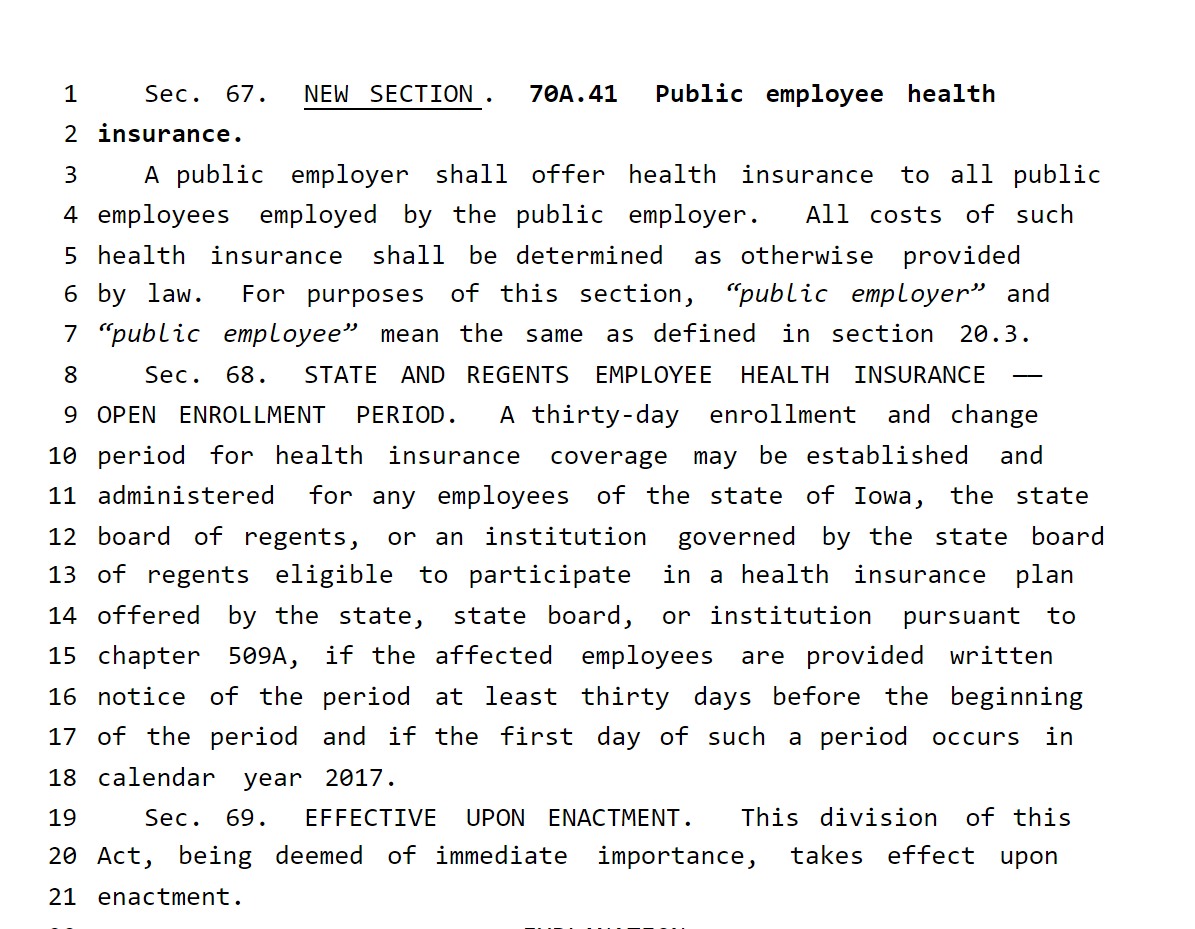 1 Sec. 67. NEW SECTION. 70A.41 Public employee health
2 insurance.
3 A public employer shall offer health insurance to all public
4 employees employed by the public employer. All costs of such
5 health insurance shall be determined as otherwise provided
6 by law. For purposes of this section, “public employer” and
7 “public employee” mean the same as defined in section 20.3.
8 Sec. 68. STATE AND REGENTS EMPLOYEE HEALTH INSURANCE ——
9 OPEN ENROLLMENT PERIOD. A thirty-day enrollment and change
10 period for health insurance coverage may be established and
11 administered for any employees of the state of Iowa, the state
12 board of regents, or an institution governed by the state board
13 of regents eligible to participate in a health insurance plan
14 offered by the state, state board, or institution pursuant to
15 chapter 509A, if the affected employees are provided written
16 notice of the period at least thirty days before the beginning
17 of the period and if the first day of such a period occurs in
18 calendar year 2017.
19 Sec. 69. EFFECTIVE UPON ENACTMENT. This division of this
20 Act, being deemed of immediate importance, takes effect upon
21 enactment.